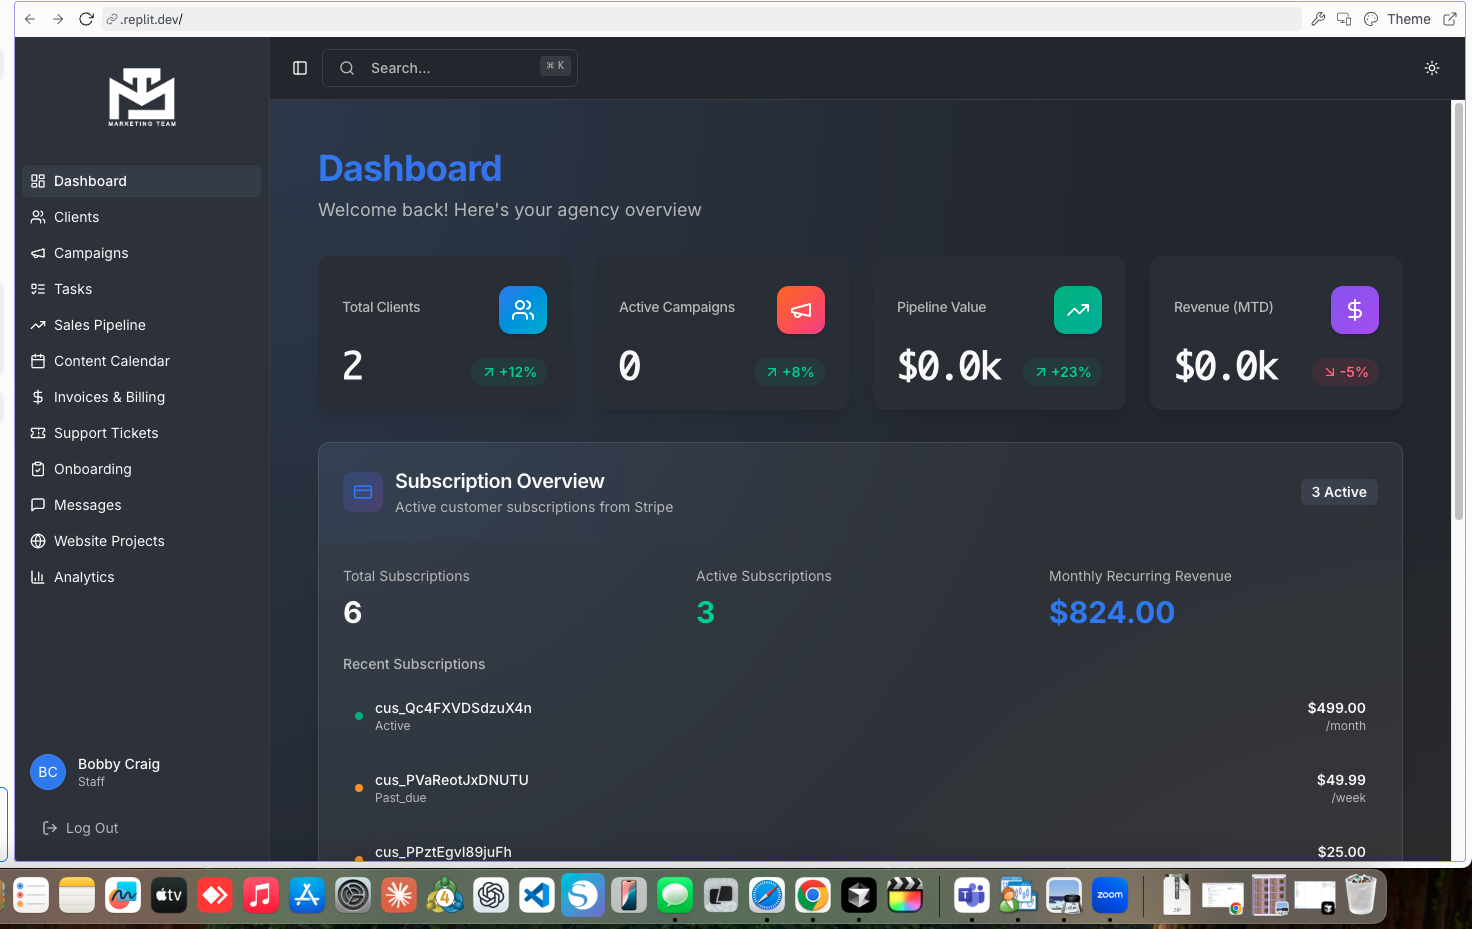 .replit.dev/
Theme
MARKETING TEAM
Search...
⌘ K
Dashboard
Clients
Campaigns
Tasks
Sales Pipeline
Content Calendar
Invoices & Billing
Support Tickets
Onboarding
Messages
Website Projects
Analytics
BC
Bobby Craig
Staff
Log Out
Dashboard
Welcome back! Here's your agency overview
Total Clients
2
+12%
Active Campaigns
0
+8%
Pipeline Value
$0.0k
+23%
Revenue (MTD)
$0.0k
-5%
Subscription Overview
Active customer subscriptions from Stripe
3 Active
Total Subscriptions
6
Active Subscriptions
3
Monthly Recurring Revenue
$824.00
Recent Subscriptions
cus_Qc4FXVDSdzuX4n
Active
$499.00
/month
cus_PVaReotJxDNUTU
Past_due
$49.99
/week
cus_PPztEgvI89juFh
$25.00
tv
4
zoom
ZIP